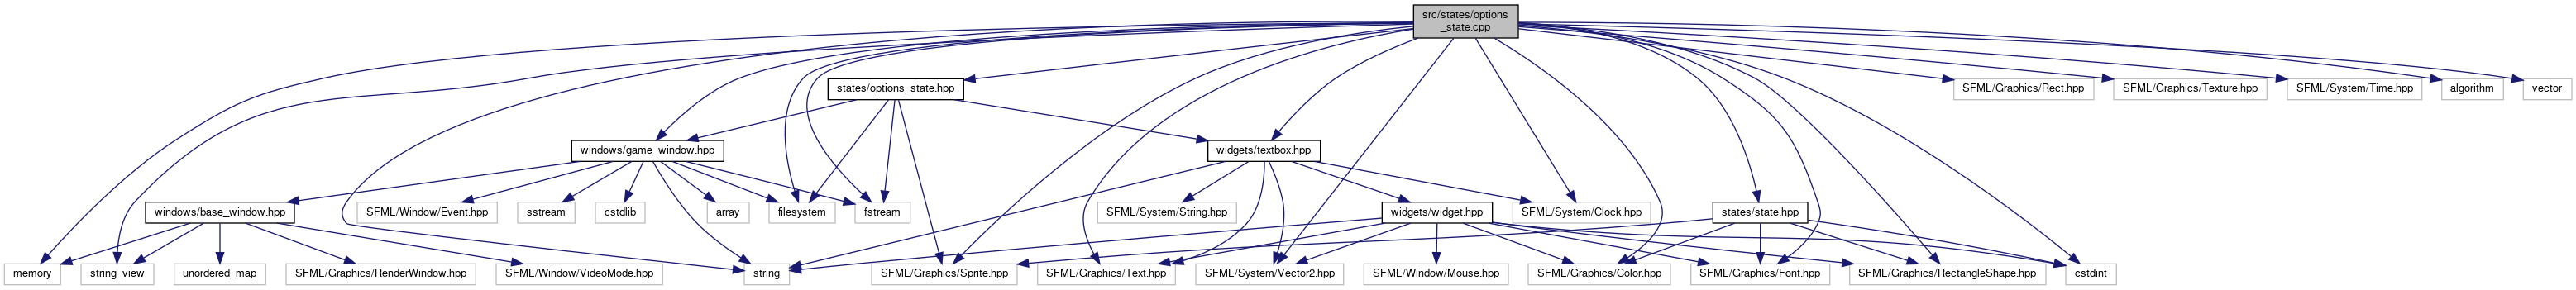 src/states/options
_state.cpp
states/options_state.hpp
SFML/Graphics/Rect.hpp
SFML/Graphics/Texture.hpp
SFML/System/Time.hpp
algorithm
vector
windows/game_window.hpp
widgets/textbox.hpp
windows/base_window.hpp
SFML/Window/Event.hpp
sstream
cstdlib
array
filesystem
fstream
SFML/System/String.hpp
widgets/widget.hpp
SFML/System/Clock.hpp
states/state.hpp
memory
string_view
unordered_map
SFML/Graphics/RenderWindow.hpp
SFML/Window/VideoMode.hpp
string
SFML/Graphics/Sprite.hpp
SFML/Graphics/Text.hpp
SFML/System/Vector2.hpp
SFML/Window/Mouse.hpp
SFML/Graphics/Color.hpp
SFML/Graphics/Font.hpp
SFML/Graphics/RectangleShape.hpp
cstdint